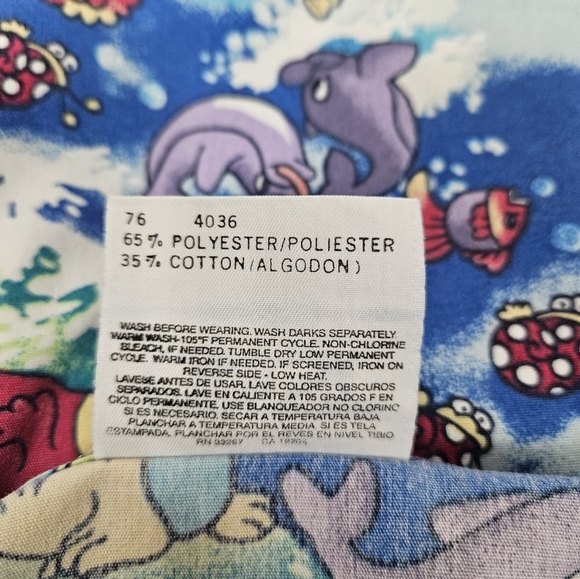 76 4036
65% POLYESTER/POLIESTER
35% COTTON/ALGODON)
WASH BEFORE WEARING. WASH DARKS SEPARATELY
WARM WASH-105°F PERMANENT CYCLE. NON-CHLORINE
BLEACH, IF NEEDED. TUMBLE DRY LOW PERMANENT
CYCLE. WARM IRON IF NEEDED. IF SCREENED, IRON ON
REVERSE SIDE - LOW HEAT.
LAVESE ANTES DE USAR. LAVE COLORES OBSCUROS
SEPARADOS. LAVE EN CALIENTE A 105 GRADOS F EN
CICLO PERMANENTE. USAR BLANQUEADOR NO CLORINO
SI ES NECESARIO. SECAR A TEMPERATURA BAJA
PLANCHAR A TEMPERATURA MEDIA. SI ES TELA
ESTAMPADA, PLANCHAR POR EL REVES EN NIVEL TIBIO
RN CA